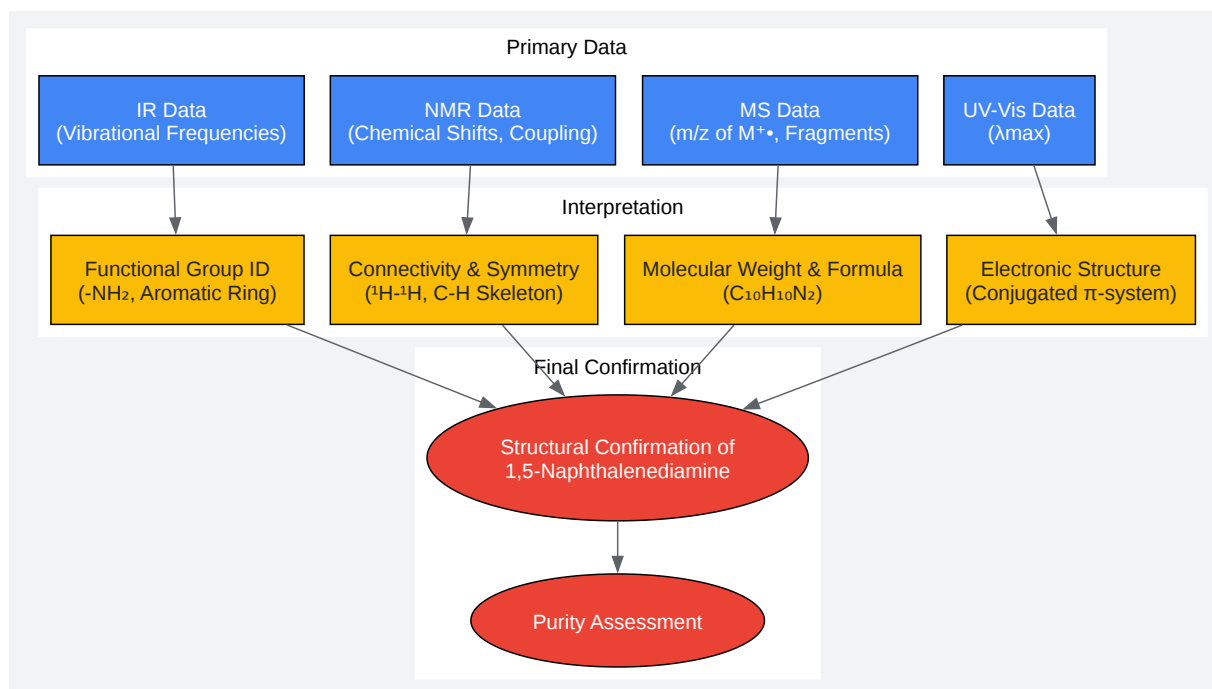 Primary Data
IR Data
(Vibrational Frequencies)
NMR Data
(Chemical Shifts, Coupling)
MS Data
(m/z of M⁺•, Fragments)
UV-Vis Data
(λmax)
Interpretation
Functional Group ID
(-NH₂, Aromatic Ring)
Connectivity & Symmetry
(¹H-¹H, C-H Skeleton)
Molecular Weight & Formula
(C₁₀H₁₀N₂)
Electronic Structure
(Conjugated π-system)
Final Confirmation
Structural Confirmation of
1,5-Naphthalenediamine
Purity Assessment